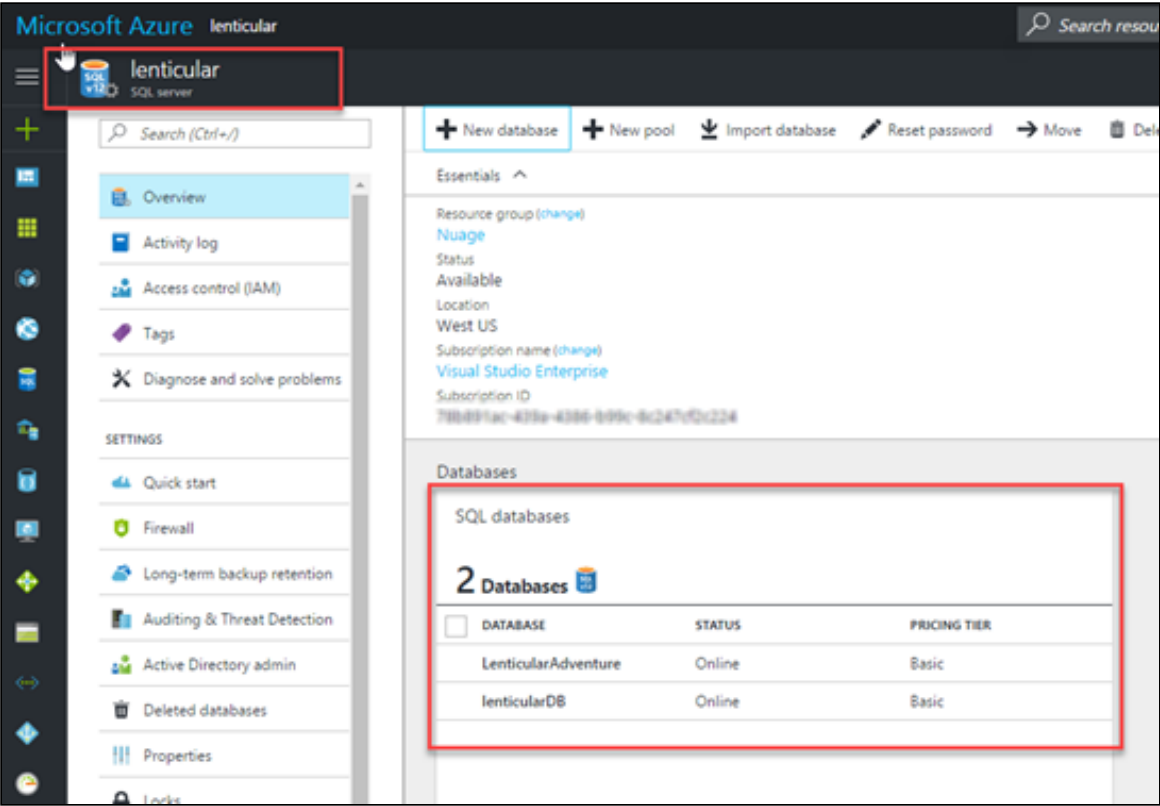 Microsoft Azure lenticular
Search resou
lenticular
SQL server
SQL
v12
Search (Ctrl+/)
New database
New pool
Import database
Reset password
Move
Dele
Essentials
Overview
Activity log
Access control (IAM)
Tags
Diagnose and solve problems
SETTINGS
Quick start
Firewall
Long-term backup retention
Auditing & Threat Detection
Active Directory admin
Deleted databases
Properties
Locks
Resource group (change)
Nuage
Status
Available
Location
West US
Subscription name (change)
Visual Studio Enterprise
Subscription ID
Databases
SQL databases
2 Databases
DATABASE STATUS PRICING TIER
LenticularAdventure Online Basic
lenticularDB Online Basic